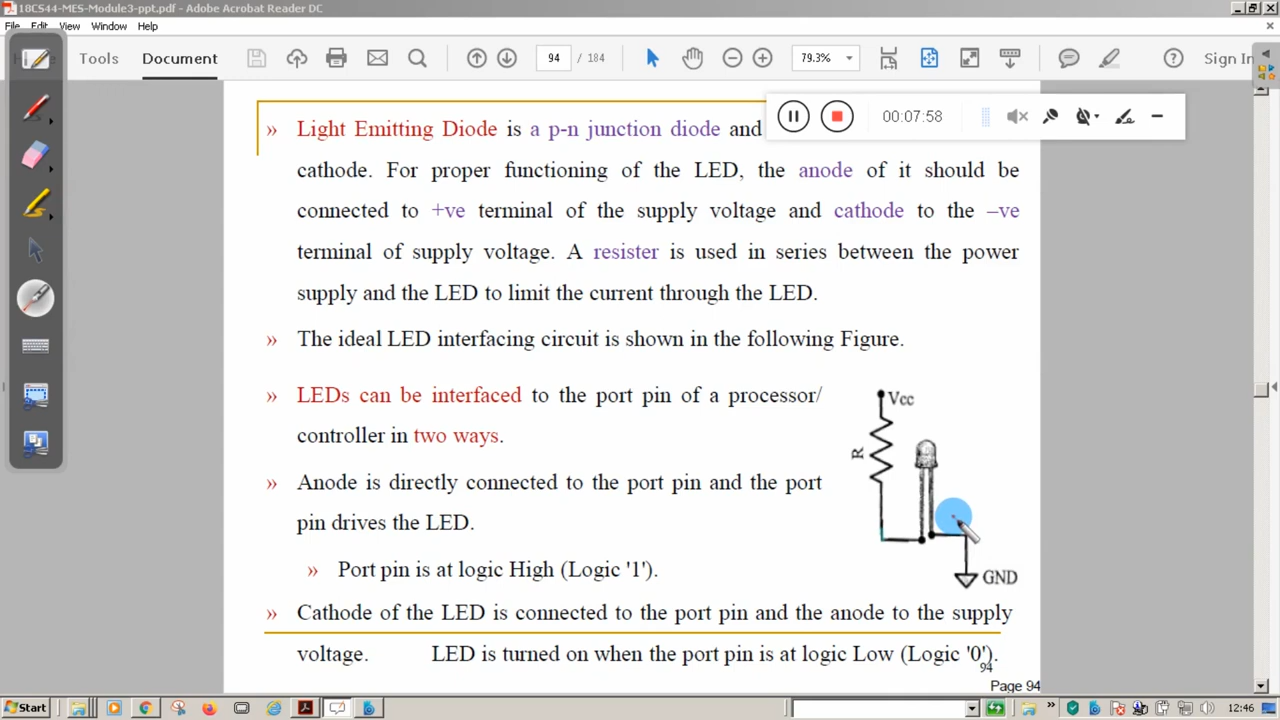 18CS44-MES-Module3-ppt.pdf - Adobe Acrobat Reader DC
File Edit View Window Help
Tools Document 94 / 184 79.3% Sign In
00:07:58
» Light Emitting Diode is a p-n junction diode and
cathode. For proper functioning of the LED, the anode of it should be
connected to +ve terminal of the supply voltage and cathode to the –ve
terminal of supply voltage. A resister is used in series between the power
supply and the LED to limit the current through the LED.
» The ideal LED interfacing circuit is shown in the following Figure.
» LEDs can be interfaced to the port pin of a processor/
controller in two ways.
» Anode is directly connected to the port pin and the port
pin drives the LED.
» Port pin is at logic High (Logic '1').
Vcc
R
GND
» Cathode of the LED is connected to the port pin and the anode to the supply
voltage. LED is turned on when the port pin is at logic Low (Logic '0').
94
Page 94
Start
12:46